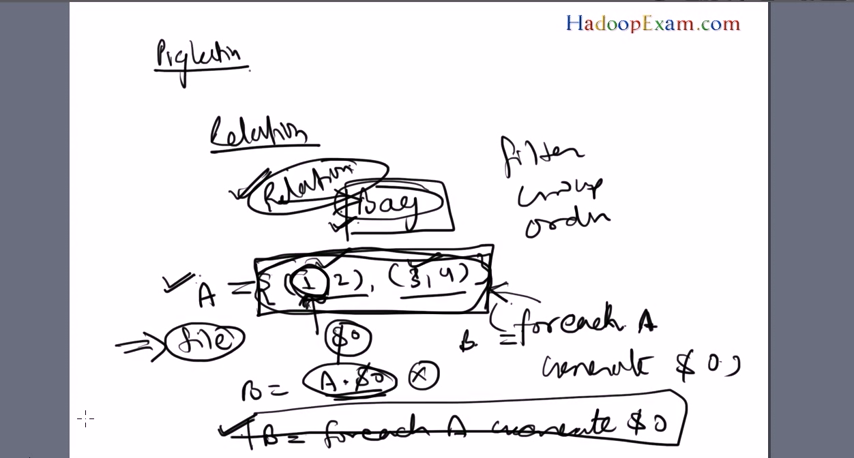 HadoopExam.com
Piglatin
Relation
Relation
Bag
filter
group
order
A = { (1, 2), (3, 4) }
file
$0
B = foreach A
generate $0;
B = A.$0
B = foreach A generate $0